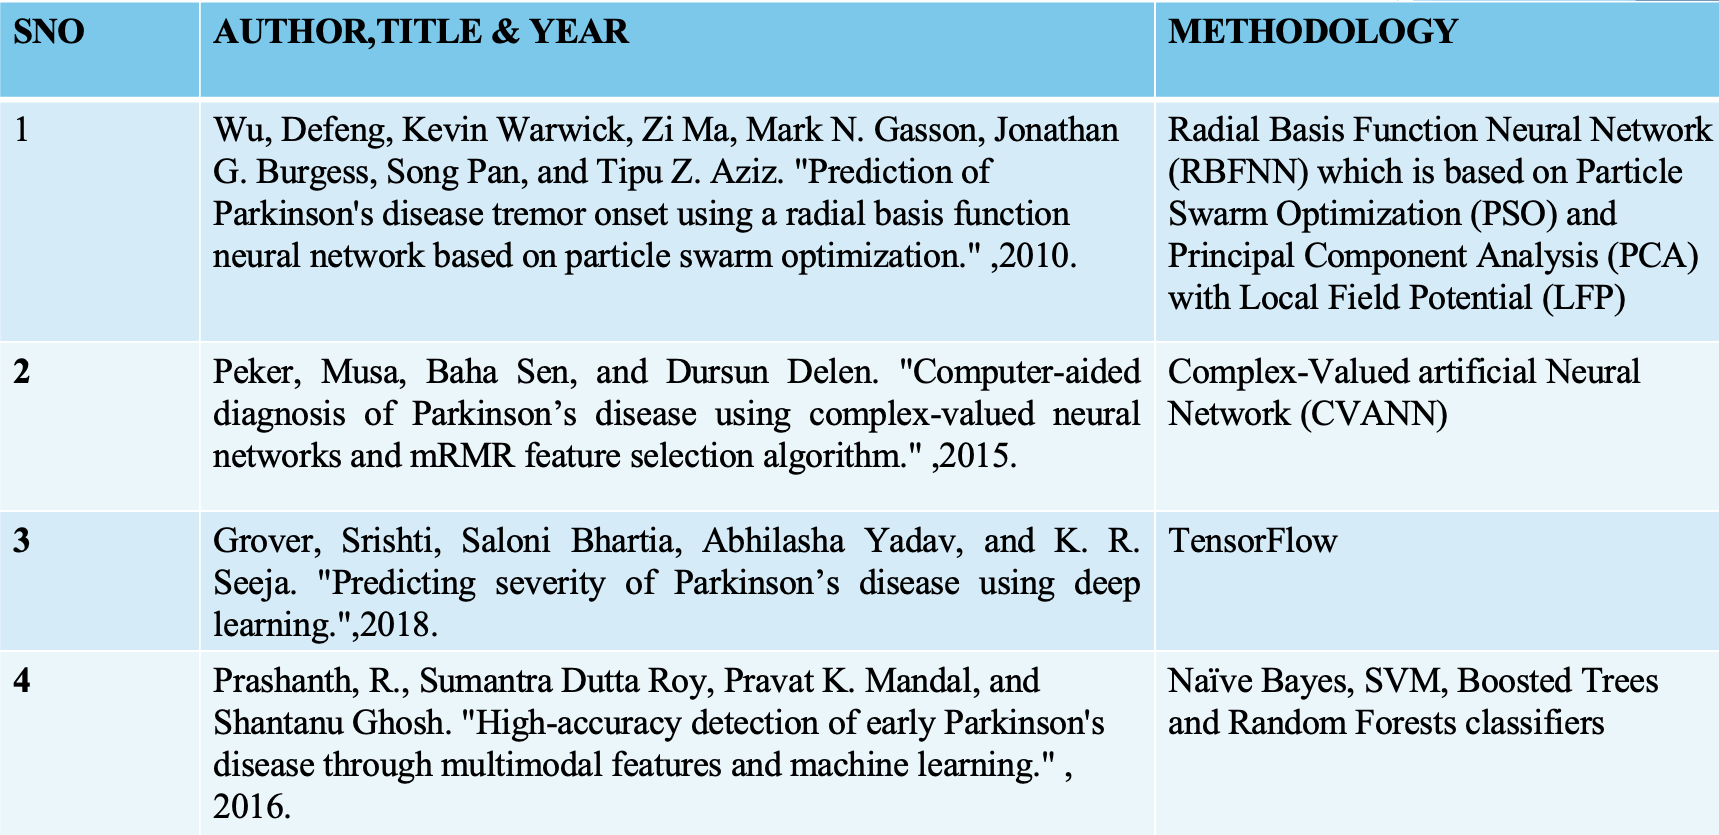 SNO
AUTHOR,TITLE & YEAR
METHODOLOGY
1
Wu, Defeng, Kevin Warwick, Zi Ma, Mark N. Gasson, Jonathan
G. Burgess, Song Pan, and Tipu Z. Aziz. "Prediction of
Parkinson's disease tremor onset using a radial basis function
neural network based on particle swarm optimization." ,2010.
Radial Basis Function Neural Network
(RBFNN) which is based on Particle
Swarm Optimization (PSO) and
Principal Component Analysis (PCA)
with Local Field Potential (LFP)
2
Peker, Musa, Baha Sen, and Dursun Delen. "Computer-aided
diagnosis of Parkinson’s disease using complex-valued neural
networks and mRMR feature selection algorithm." ,2015.
Complex-Valued artificial Neural
Network (CVANN)
3
Grover, Srishti, Saloni Bhartia, Abhilasha Yadav, and K. R.
Seeja. "Predicting severity of Parkinson’s disease using deep
learning.",2018.
TensorFlow
4
Prashanth, R., Sumantra Dutta Roy, Pravat K. Mandal, and
Shantanu Ghosh. "High-accuracy detection of early Parkinson's
disease through multimodal features and machine learning." ,
2016.
Naïve Bayes, SVM, Boosted Trees
and Random Forests classifiers